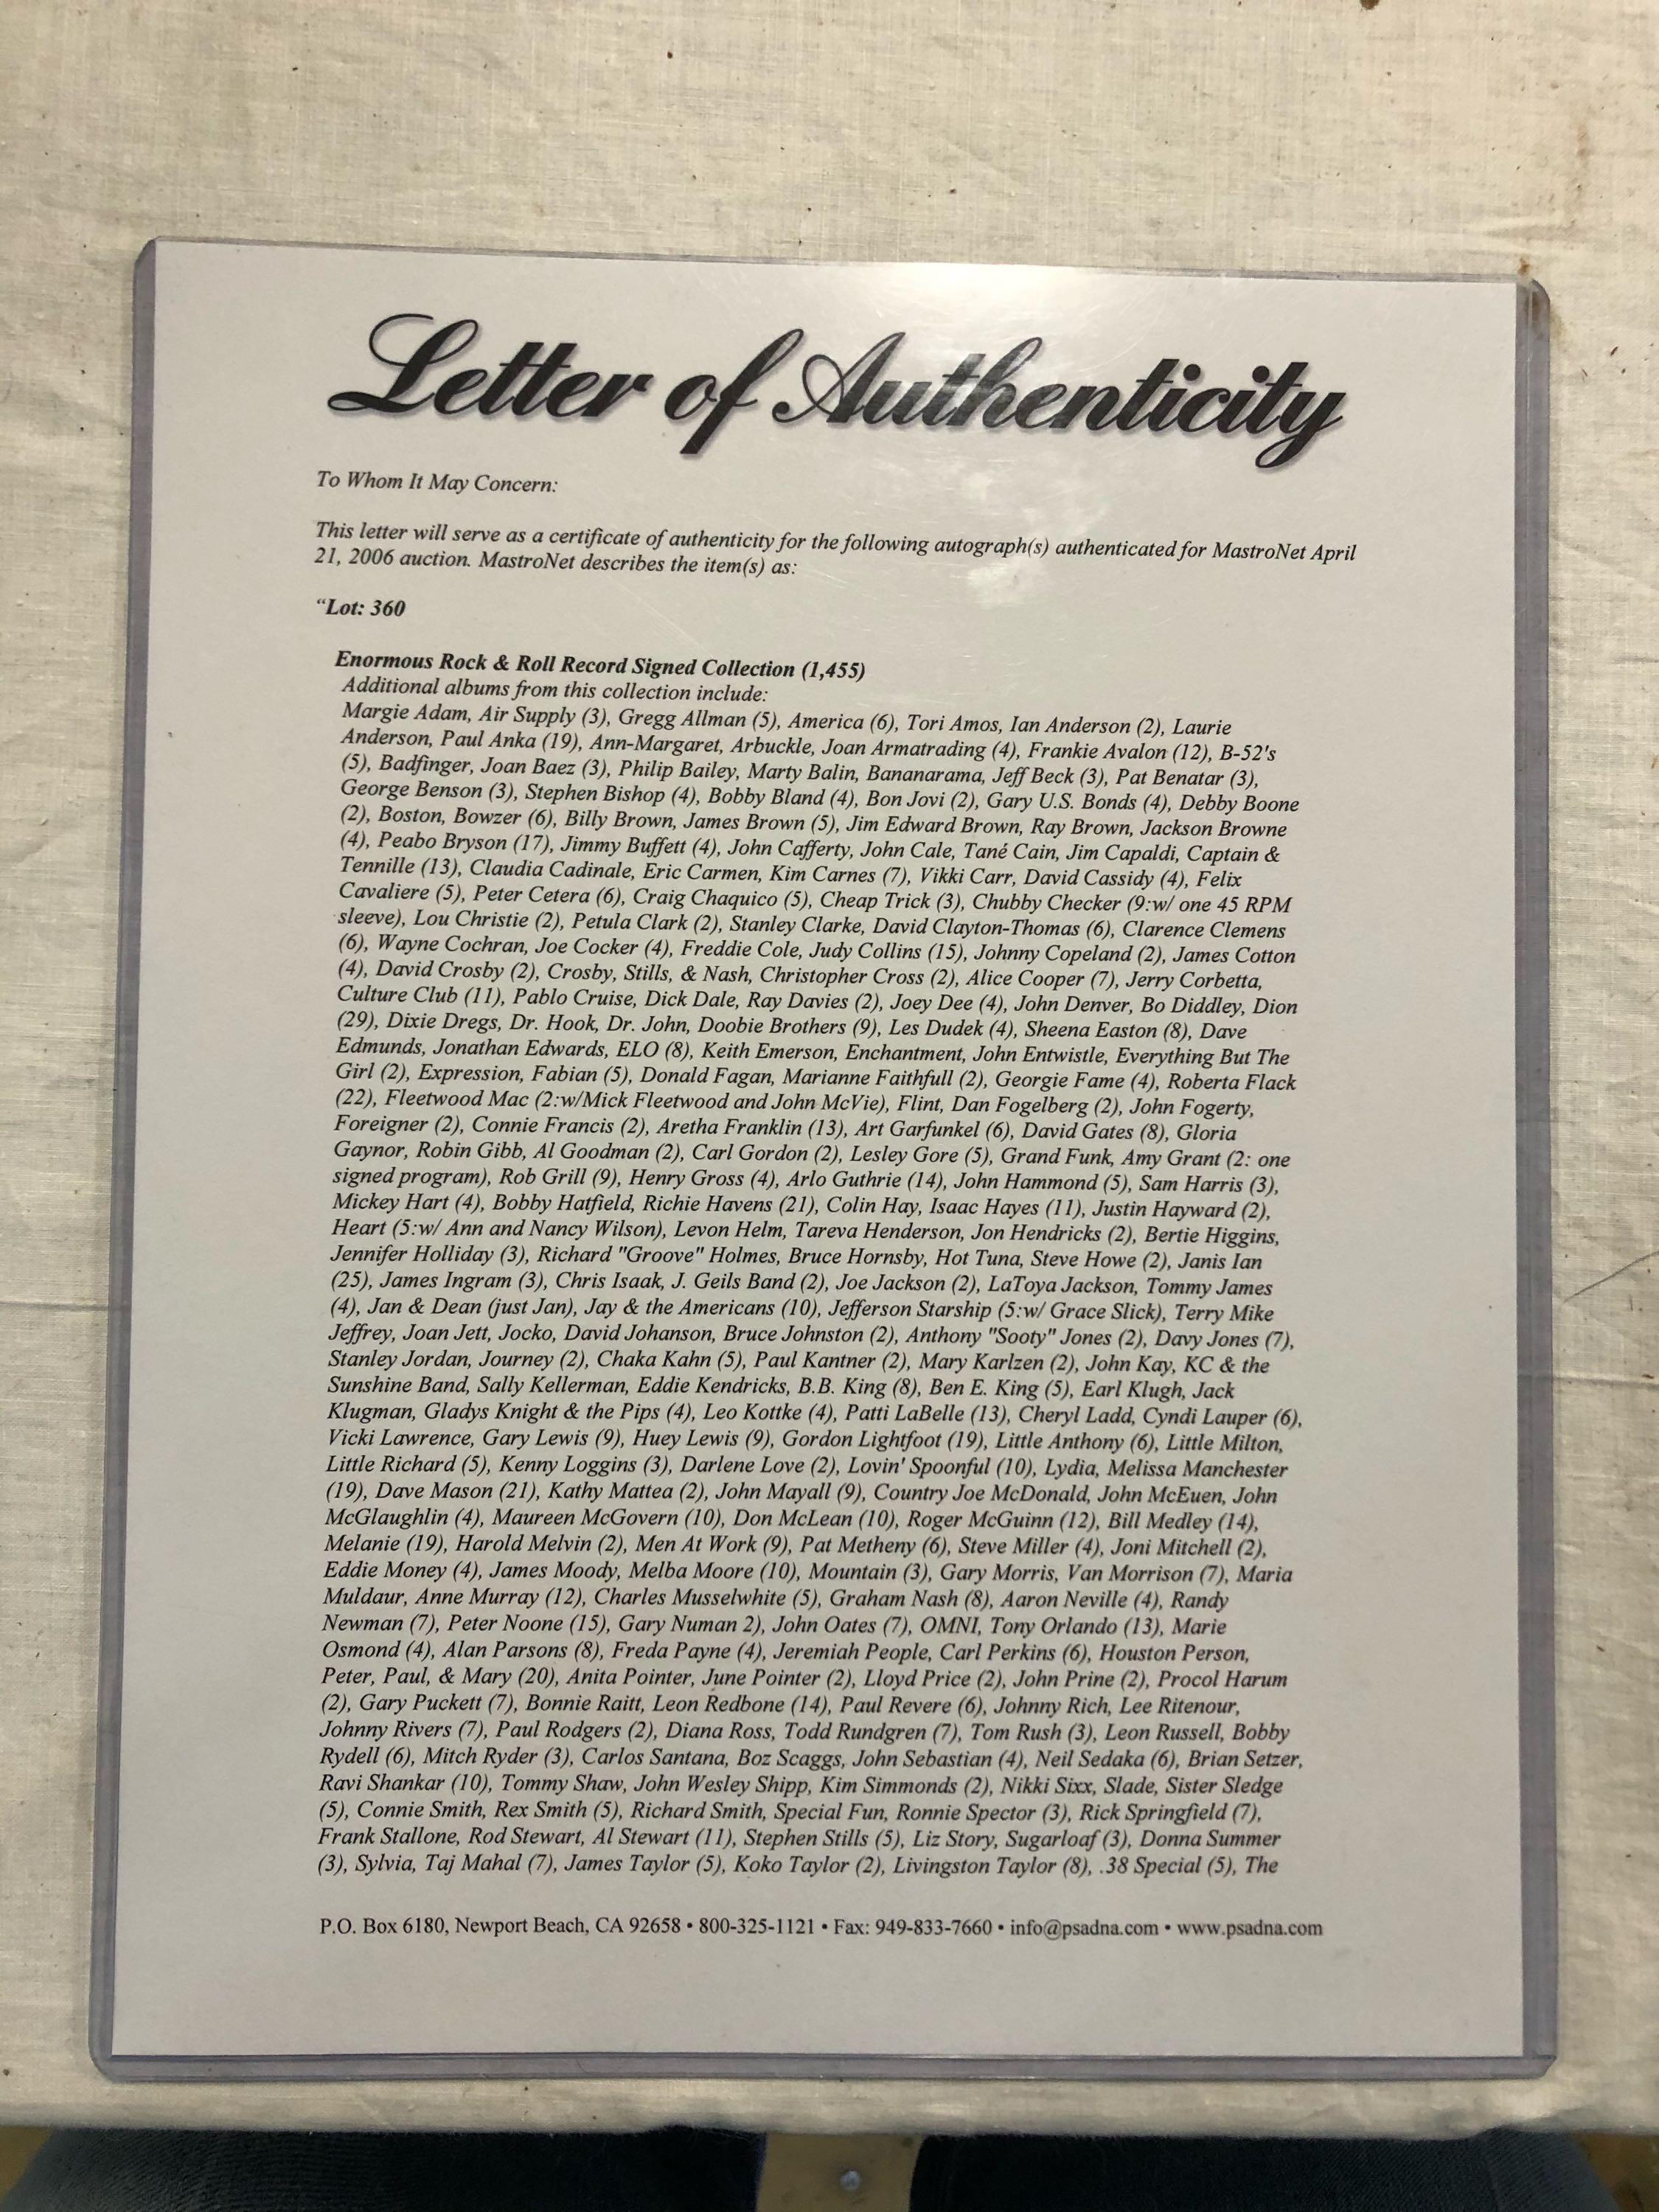 Letter of Authenticity
To Whom It May Concern:
This letter will serve as a certificate of authenticity for the following autograph(s) authenticated for MastroNet April
21, 2006 auction. MastroNet describes the item(s) as:
“Lot: 360
Enormous Rock & Roll Record Signed Collection (1,455)
Additional albums from this collection include:
Margie Adam, Air Supply (3), Gregg Allman (5), America (6), Tori Amos, Ian Anderson (2), Laurie
Anderson, Paul Anka (19), Ann-Margaret, Arbuckle, Joan Armatrading (4), Frankie Avalon (12), B-52's
(5), Badfinger, Joan Baez (3), Philip Bailey, Marty Balin, Bananarama, Jeff Beck (3), Pat Benatar (3),
George Benson (3), Stephen Bishop (4), Bobby Bland (4), Bon Jovi (2), Gary U.S. Bonds (4), Debby Boone
(2), Boston, Bowzer (6), Billy Brown, James Brown (5), Jim Edward Brown, Ray Brown, Jackson Browne
(4), Peabo Bryson (17), Jimmy Buffett (4), John Cafferty, John Cale, Tané Cain, Jim Capaldi, Captain &
Tennille (13), Claudia Cadinale, Eric Carmen, Kim Carnes (7), Vikki Carr, David Cassidy (4), Felix
Cavaliere (5), Peter Cetera (6), Craig Chaquico (5), Cheap Trick (3), Chubby Checker (9:w/ one 45 RPM
sleeve), Lou Christie (2), Petula Clark (2), Stanley Clarke, David Clayton-Thomas (6), Clarence Clemens
(6), Wayne Cochran, Joe Cocker (4), Freddie Cole, Judy Collins (15), Johnny Copeland (2), James Cotton
(4), David Crosby (2), Crosby, Stills, & Nash, Christopher Cross (2), Alice Cooper (7), Jerry Corbetta,
Culture Club (11), Pablo Cruise, Dick Dale, Ray Davies (2), Joey Dee (4), John Denver, Bo Diddley, Dion
(29), Dixie Dregs, Dr. Hook, Dr. John, Doobie Brothers (9), Les Dudek (4), Sheena Easton (8), Dave
Edmunds, Jonathan Edwards, ELO (8), Keith Emerson, Enchantment, John Entwistle, Everything But The
Girl (2), Expression, Fabian (5), Donald Fagan, Marianne Faithfull (2), Georgie Fame (4), Roberta Flack
(22), Fleetwood Mac (2:w/Mick Fleetwood and John McVie), Flint, Dan Fogelberg (2), John Fogerty,
Foreigner (2), Connie Francis (2), Aretha Franklin (13), Art Garfunkel (6), David Gates (8), Gloria
Gaynor, Robin Gibb, Al Goodman (2), Carl Gordon (2), Lesley Gore (5), Grand Funk, Amy Grant (2: one
signed program), Rob Grill (9), Henry Gross (4), Arlo Guthrie (14), John Hammond (5), Sam Harris (3),
Mickey Hart (4), Bobby Hatfield, Richie Havens (21), Colin Hay, Isaac Hayes (11), Justin Hayward (2),
Heart (5:w/ Ann and Nancy Wilson), Levon Helm, Tareva Henderson, Jon Hendricks (2), Bertie Higgins,
Jennifer Holliday (3), Richard "Groove" Holmes, Bruce Hornsby, Hot Tuna, Steve Howe (2), Janis Ian
(25), James Ingram (3), Chris Isaak, J. Geils Band (2), Joe Jackson (2), LaToya Jackson, Tommy James
(4), Jan & Dean (just Jan), Jay & the Americans (10), Jefferson Starship (5:w/ Grace Slick), Terry Mike
Jeffrey, Joan Jett, Jocko, David Johanson, Bruce Johnston (2), Anthony "Sooty" Jones (2), Davy Jones (7),
Stanley Jordan, Journey (2), Chaka Kahn (5), Paul Kantner (2), Mary Karlzen (2), John Kay, KC & the
Sunshine Band, Sally Kellerman, Eddie Kendricks, B.B. King (8), Ben E. King (5), Earl Klugh, Jack
Klugman, Gladys Knight & the Pips (4), Leo Kottke (4), Patti LaBelle (13), Cheryl Ladd, Cyndi Lauper (6),
Vicki Lawrence, Gary Lewis (9), Huey Lewis (9), Gordon Lightfoot (19), Little Anthony (6), Little Milton,
Little Richard (5), Kenny Loggins (3), Darlene Love (2), Lovin' Spoonful (10), Lydia, Melissa Manchester
(19), Dave Mason (21), Kathy Mattea (2), John Mayall (9), Country Joe McDonald, John McEuen, John
McGlaughlin (4), Maureen McGovern (10), Don McLean (10), Roger McGuinn (12), Bill Medley (14),
Melanie (19), Harold Melvin (2), Men At Work (9), Pat Metheny (6), Steve Miller (4), Joni Mitchell (2),
Eddie Money (4), James Moody, Melba Moore (10), Mountain (3), Gary Morris, Van Morrison (7), Maria
Muldaur, Anne Murray (12), Charles Musselwhite (5), Graham Nash (8), Aaron Neville (4), Randy
Newman (7), Peter Noone (15), Gary Numan 2), John Oates (7), OMNI, Tony Orlando (13), Marie
Osmond (4), Alan Parsons (8), Freda Payne (4), Jeremiah People, Carl Perkins (6), Houston Person,
Peter, Paul, & Mary (20), Anita Pointer, June Pointer (2), Lloyd Price (2), John Prine (2), Procol Harum
(2), Gary Puckett (7), Bonnie Raitt, Leon Redbone (14), Paul Revere (6), Johnny Rich, Lee Ritenour,
Johnny Rivers (7), Paul Rodgers (2), Diana Ross, Todd Rundgren (7), Tom Rush (3), Leon Russell, Bobby
Rydell (6), Mitch Ryder (3), Carlos Santana, Boz Scaggs, John Sebastian (4), Neil Sedaka (6), Brian Setzer,
Ravi Shankar (10), Tommy Shaw, John Wesley Shipp, Kim Simmonds (2), Nikki Sixx, Slade, Sister Sledge
(5), Connie Smith, Rex Smith (5), Richard Smith, Special Fun, Ronnie Spector (3), Rick Springfield (7),
Frank Stallone, Rod Stewart, Al Stewart (11), Stephen Stills (5), Liz Story, Sugarloaf (3), Donna Summer
(3), Sylvia, Taj Mahal (7), James Taylor (5), Koko Taylor (2), Livingston Taylor (8), .38 Special (5), The
P.O. Box 6180, Newport Beach, CA 92658 • 800-325-1121 • Fax: 949-833-7660 • info@psadna.com • www.psadna.com